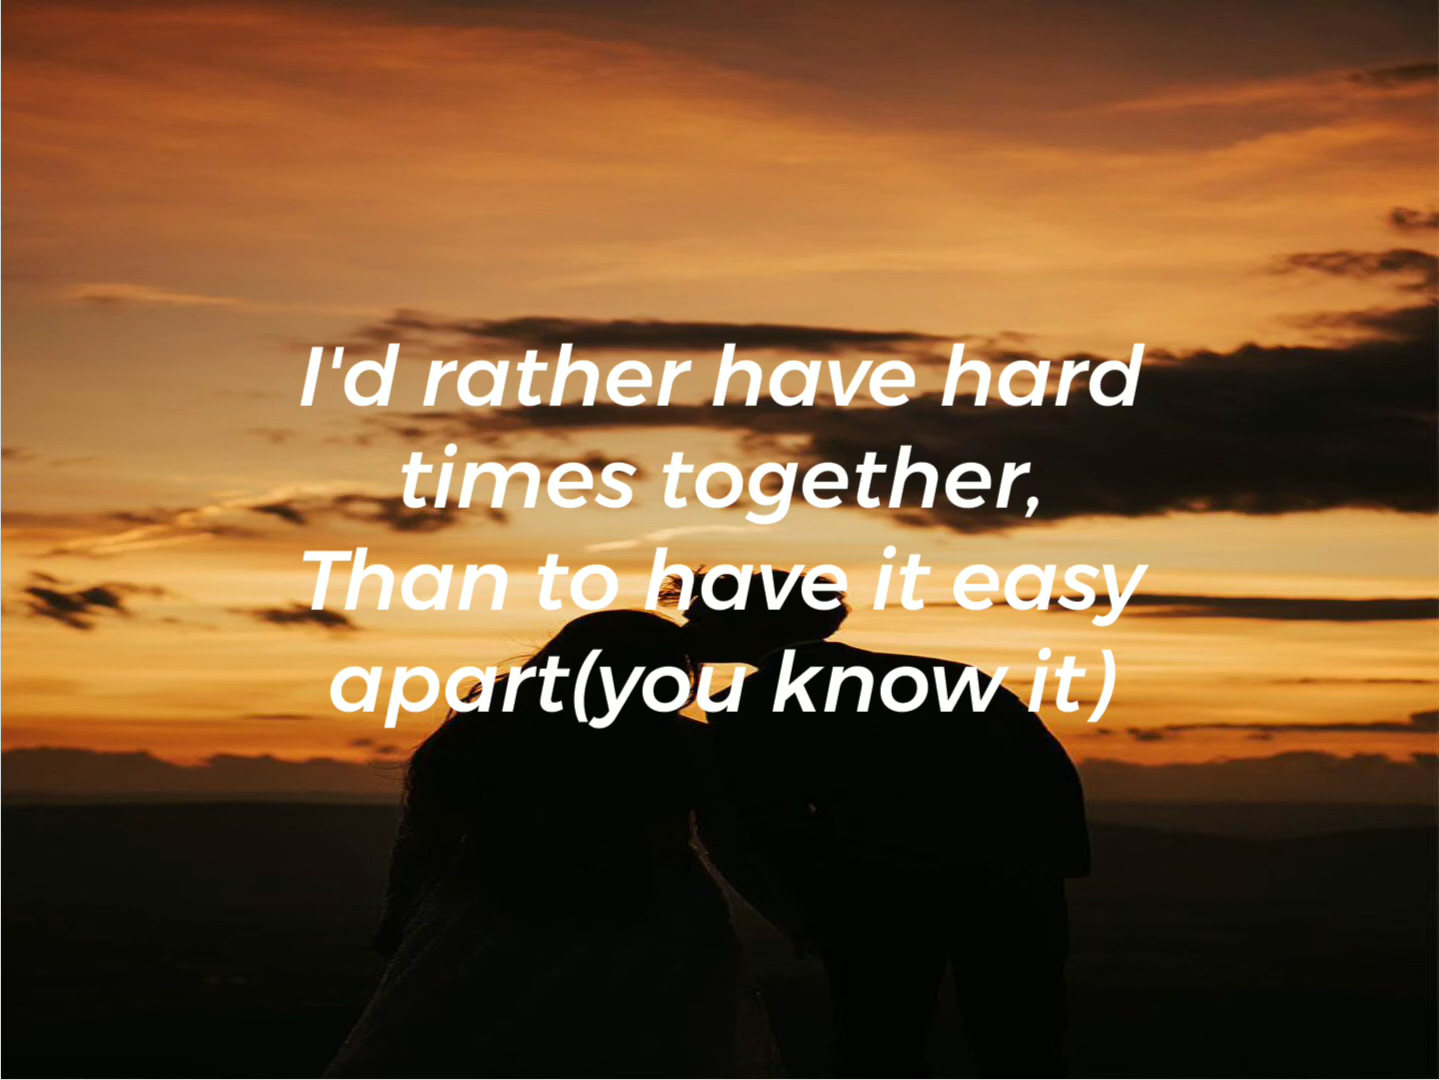 I'd rather have hard
times together,
Than to have it easy
apart(you know it)